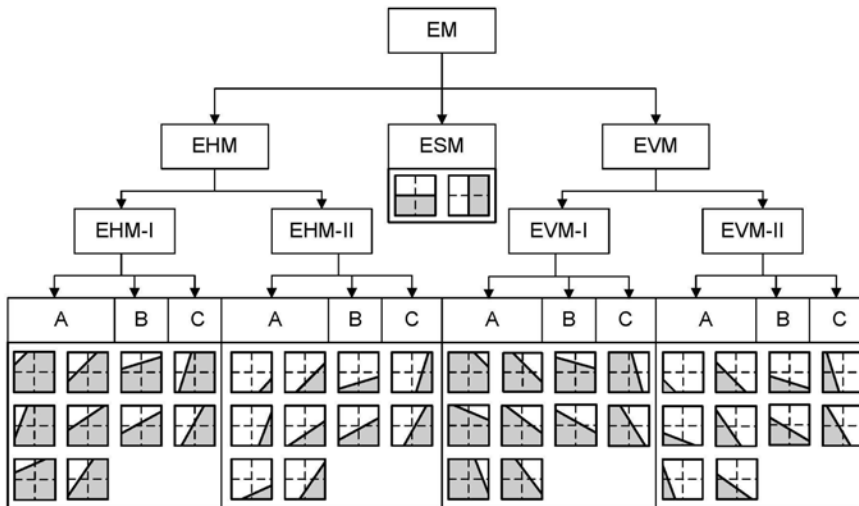 EM
EHM ESM EVM
EHM-I EHM-II EVM-I EVM-II
A B C A B C A B C A B C